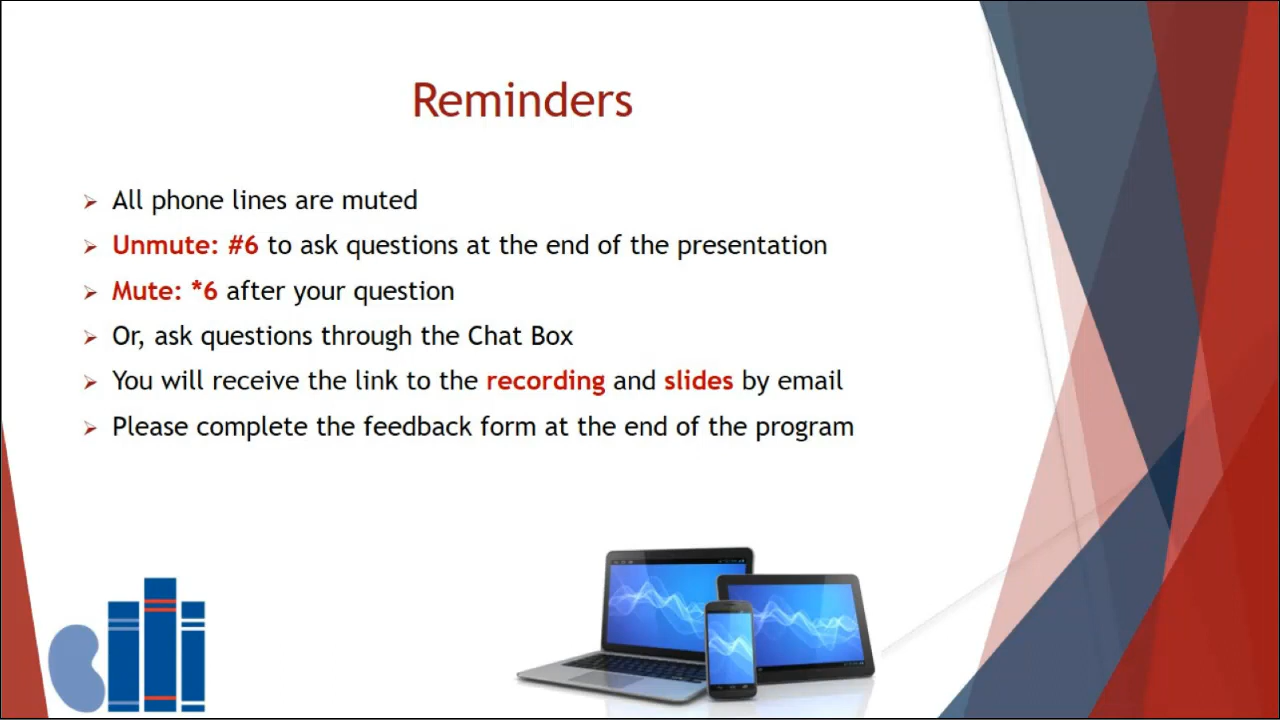 Reminders
All phone lines are muted
Unmute: #6 to ask questions at the end of the presentation
Mute: *6 after your question
Or, ask questions through the Chat Box
You will receive the link to the recording and slides by email
Please complete the feedback form at the end of the program